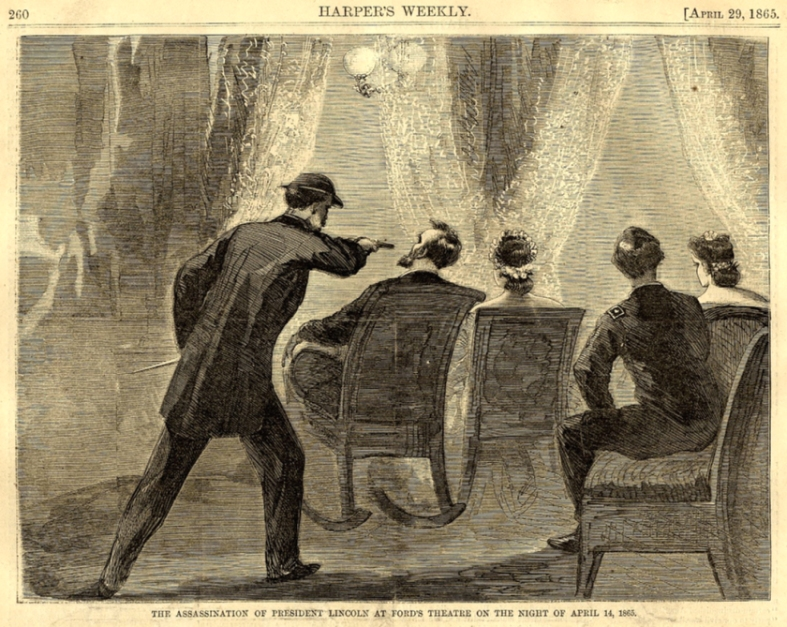 260 HARPER'S WEEKLY. [APRIL 29, 1865.
THE ASSASSINATION OF PRESIDENT LINCOLN AT FORD'S THEATRE ON THE NIGHT OF APRIL 14, 1865.